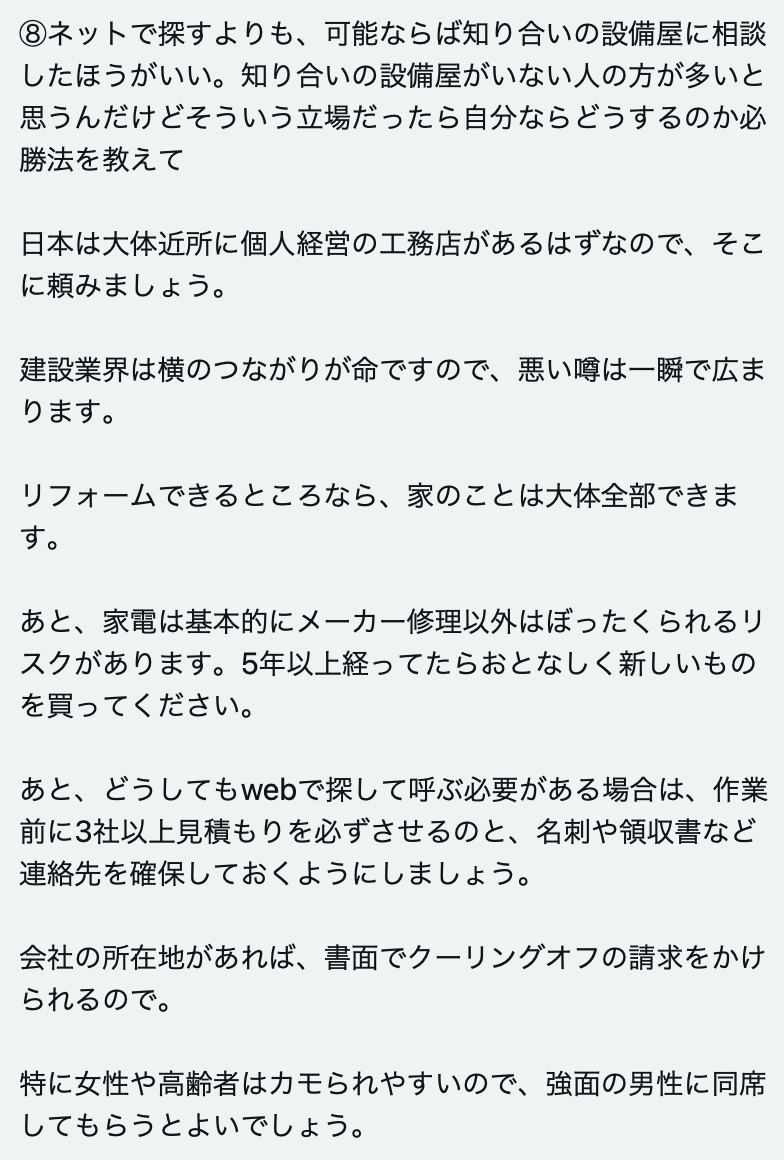 ⑧ネットで探すよりも、可能ならば知り合いの設備屋に相談
したほうがいい。知り合いの設備屋がいない人の方が多いと
思うんだけどそういう立場だったら自分ならどうするのか必
勝法を教えて
日本は大体近所に個人経営の工務店があるはずなので、そこ
に頼みましょう。
建設業界は横のつながりが命ですので、悪い噂は一瞬で広ま
ります。
リフォームできるところなら、家のことは大体全部できま
す。
あと、家電は基本的にメーカー修理以外はぼったくられるリ
スクがあります。5年以上経ってたらおとなしく新しいもの
を買ってください。
あと、どうしてもwebで探して呼ぶ必要がある場合は、作業
前に3社以上見積もりを必ずさせるのと、名刺や領収書など
連絡先を確保しておくようにしましょう。
会社の所在地があれば、書面でクーリングオフの請求をかけ
られるので。
特に女性や高齢者はカモられやすいので、強面の男性に同席
してもらうとよいでしょう。